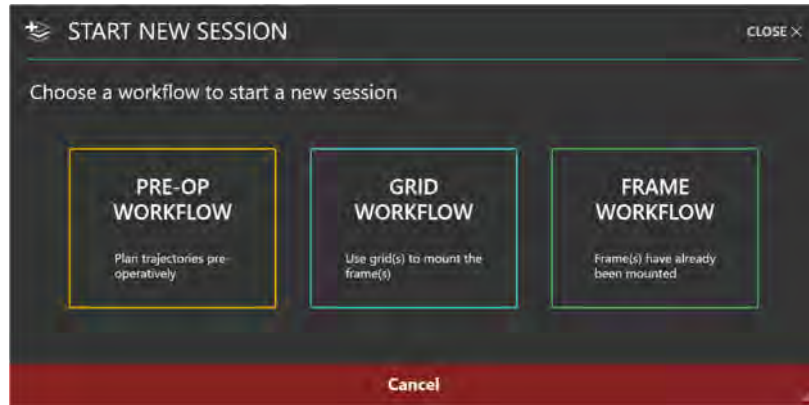 START NEW SESSION
CLOSE ×
Choose a workflow to start a new session
PRE-OP
WORKFLOW
Plan trajectories pre-
operatively
GRID
WORKFLOW
Use grid(s) to mount the
frame(s)
FRAME
WORKFLOW
Frame(s) have already
been mounted
Cancel